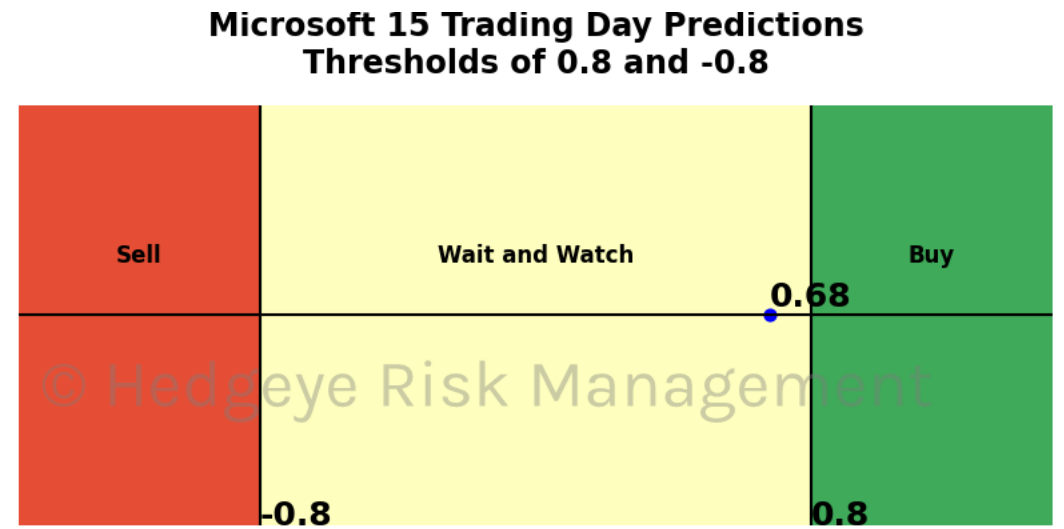 Microsoft 15 Trading Day Predictions
Thresholds of 0.8 and -0.8
Sell
Wait and Watch
Buy
0.68
© Hedgeye Risk Management
-0.8
0.8